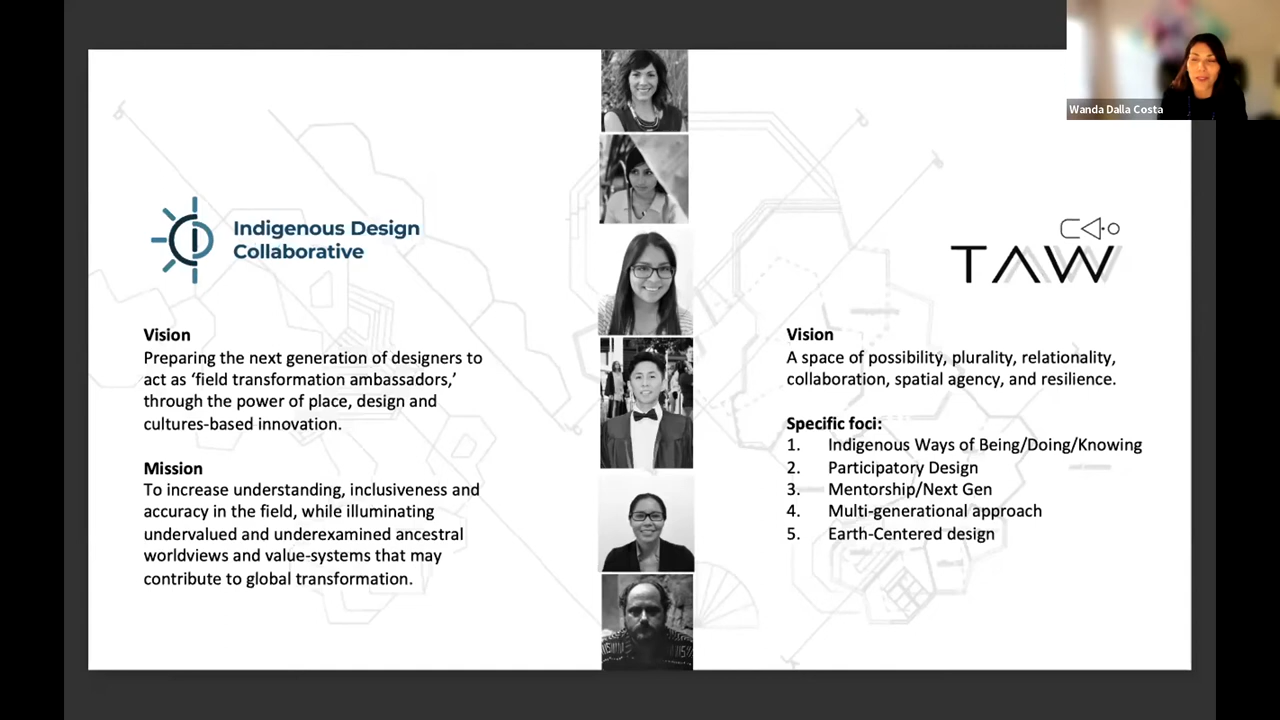 Wanda Dalla Costa
Indigenous Design
Collaborative
Vision
Preparing the next generation of designers to
act as ‘field transformation ambassadors,’
through the power of place, design and
cultures-based innovation.
Mission
To increase understanding, inclusiveness and
accuracy in the field, while illuminating
undervalued and underexamined ancestral
worldviews and value-systems that may
contribute to global transformation.
TAW
Vision
A space of possibility, plurality, relationality,
collaboration, spatial agency, and resilience.
Specific foci:
1. Indigenous Ways of Being/Doing/Knowing
2. Participatory Design
3. Mentorship/Next Gen
4. Multi-generational approach
5. Earth-Centered design